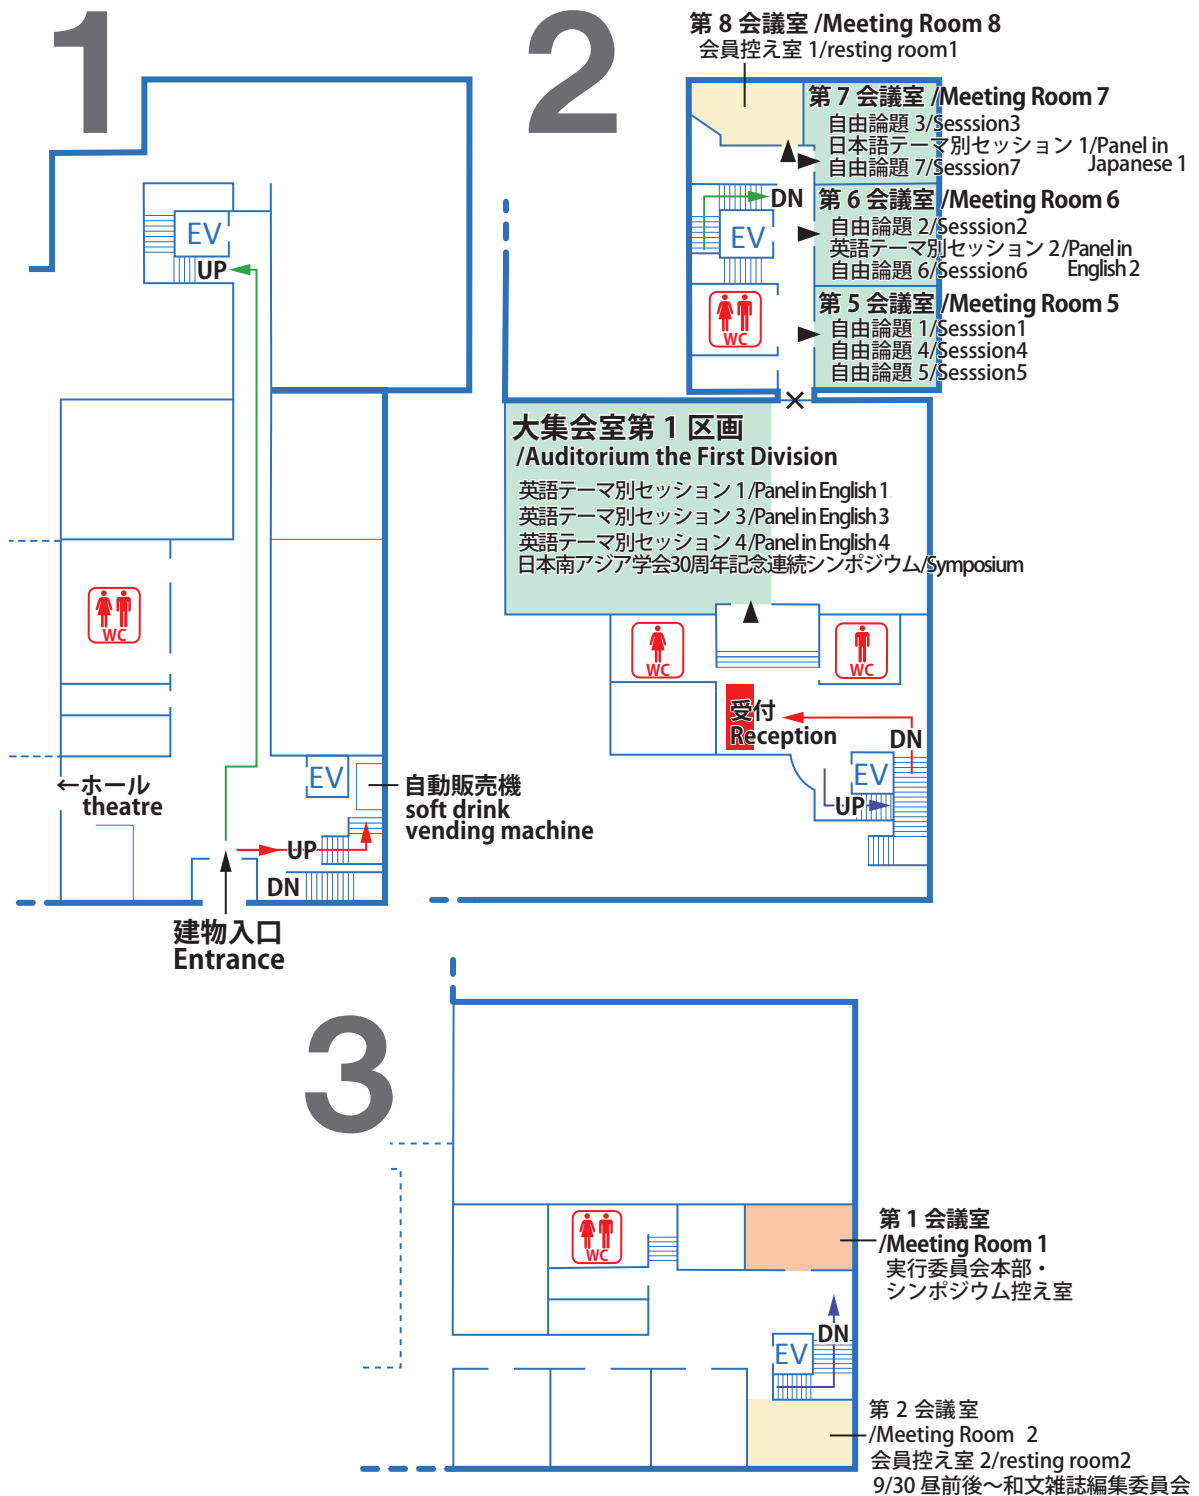 1
EV
UP
WC
←ホール
theatre
EV
自動販売機
soft drink
vending machine
UP
DN
建物入口
Entrance
2
第 8 会議室 /Meeting Room 8
会員控え室 1/resting room1
第 7 会議室 /Meeting Room 7
自由論題 3/Sesssion3
日本語テーマ別セッション 1/Panel in
Japanese 1
自由論題 7/Sesssion7
DN
EV
第 6 会議室 /Meeting Room 6
自由論題 2/Sesssion2
英語テーマ別セッション 2/Panel in
English 2
自由論題 6/Sesssion6
WC
第 5 会議室 /Meeting Room 5
自由論題 1/Sesssion1
自由論題 4/Sesssion4
自由論題 5/Sesssion5
大集会室第 1 区画
/Auditorium the First Division
英語テーマ別セッション 1/Panel in English 1
英語テーマ別セッション 3/Panel in English 3
英語テーマ別セッション 4/Panel in English 4
日本南アジア学会30周年記念連続シンポジウム/Symposium
WC
WC
受付
Reception
DN
EV
UP
3
WC
第 1 会議室
/Meeting Room 1
実行委員会本部・
シンポジウム控え室
DN
EV
第 2 会議室
/Meeting Room 2
会員控え室 2/resting room2
9/30 昼前後～和文雑誌編集委員会